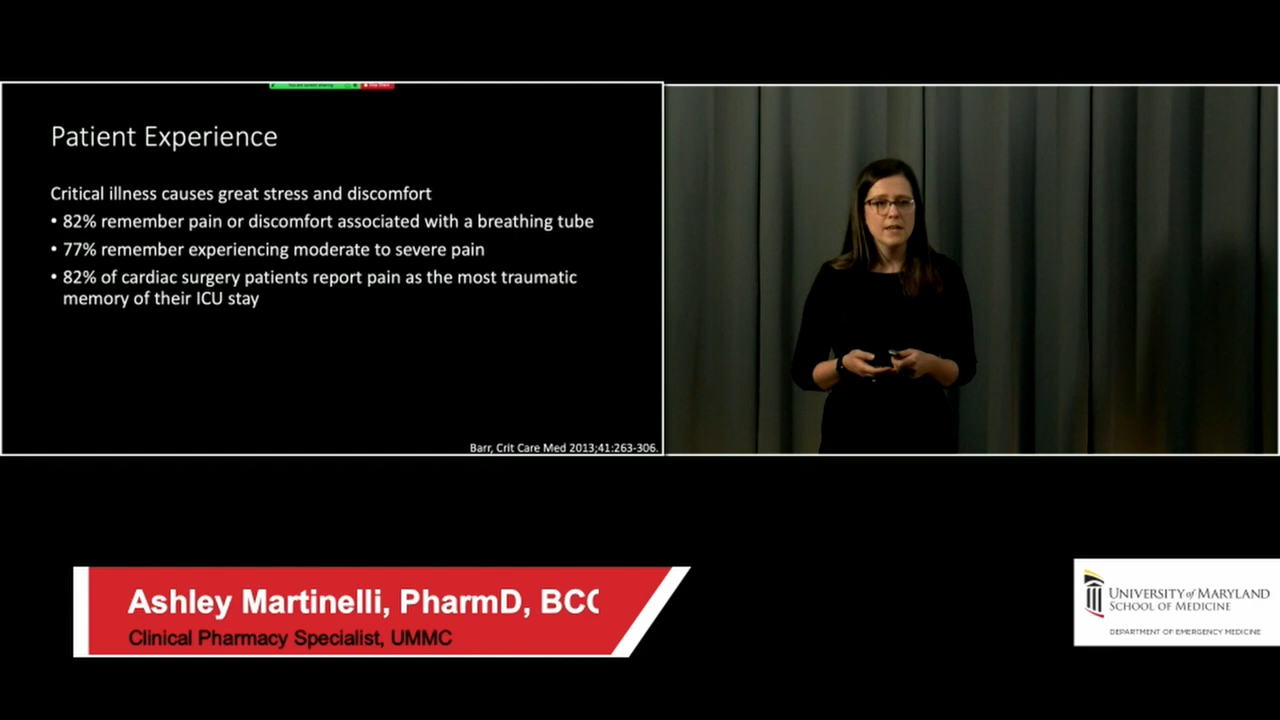 Patient Experience
Critical illness causes great stress and discomfort
• 82% remember pain or discomfort associated with a breathing tube
• 77% remember experiencing moderate to severe pain
• 82% of cardiac surgery patients report pain as the most traumatic
memory of their ICU stay
Barr, Crit Care Med 2013;41:263-306.
Ashley Martinelli, PharmD, BCC
Clinical Pharmacy Specialist, UMMC
UNIVERSITY of MARYLAND
SCHOOL OF MEDICINE
DEPARTMENT OF EMERGENCY MEDICINE